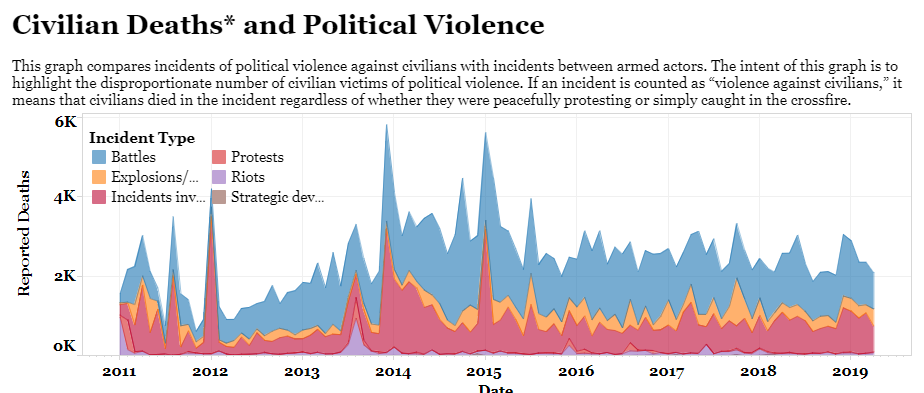 Civilian Deaths* and Political Violence
This graph compares incidents of political violence against civilians with incidents between armed actors. The intent of this graph is to
highlight the disproportionate number of civilian victims of political violence. If an incident is counted as “violence against civilians,” it
means that civilians died in the incident regardless of whether they were peacefully protesting or simply caught in the crossfire.
6K
Incident Type
Battles
Protests
Explosions/...
Riots
Incidents inv...
Strategic dev...
4K
Reported Deaths
2K
0K
2011 2012 2013 2014 2015 2016 2017 2018 2019
Date